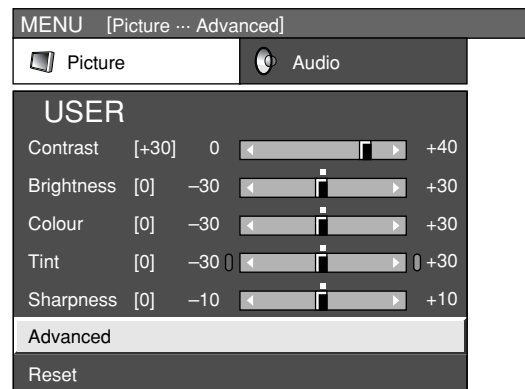 MENU [Picture ··· Advanced]
Picture Audio
USER
Contrast [+30] 0 +40
Brightness [0] –30 +30
Colour [0] –30 +30
Tint [0] –30 +30
Sharpness [0] –10 +10
Advanced
Reset